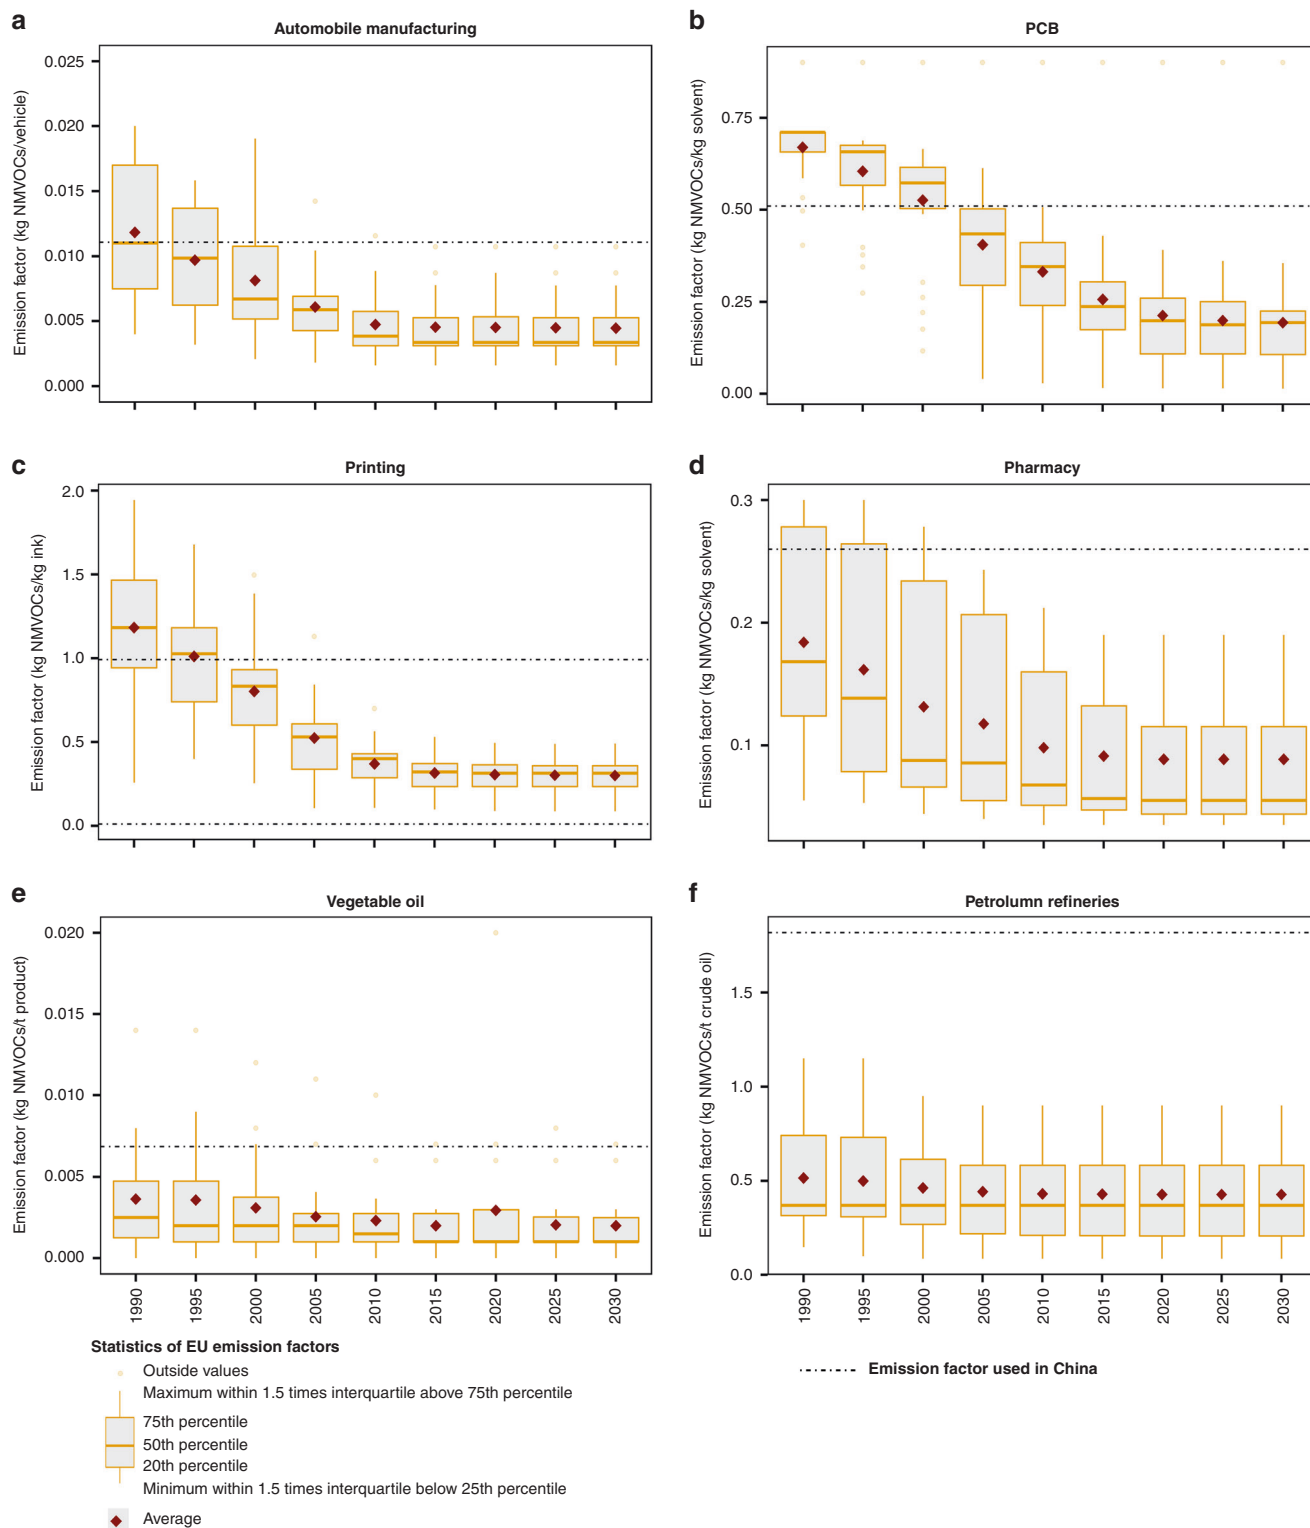 a
Automobile manufacturing
Emission factor (kg NMVOCs/vehicle)
0.025
0.020
0.015
0.010
0.005
0.000
b
PCB
Emission factor (kg NMVOCs/kg solvent)
0.75
0.50
0.25
0.00
c
Printing
Emission factor (kg NMVOCs/kg ink)
2.0
1.5
1.0
0.5
0.0
d
Pharmacy
Emission factor (kg NMVOCs/kg solvent)
0.3
0.2
0.1
e
Vegetable oil
Emission factor (kg NMVOCs/t product)
0.020
0.015
0.010
0.005
0.000
1990
1995
2000
2005
2010
2015
2020
2025
2030
f
Petrolumn refineries
Emission factor (kg NMVOCs/t crude oil)
1.5
1.0
0.5
0.0
1990
1995
2000
2005
2010
2015
2020
2025
2030
Statistics of EU emission factors
Outside values
Maximum within 1.5 times interquartile above 75th percentile
75th percentile
50th percentile
20th percentile
Minimum within 1.5 times interquartile below 25th percentile
Average
Emission factor used in China